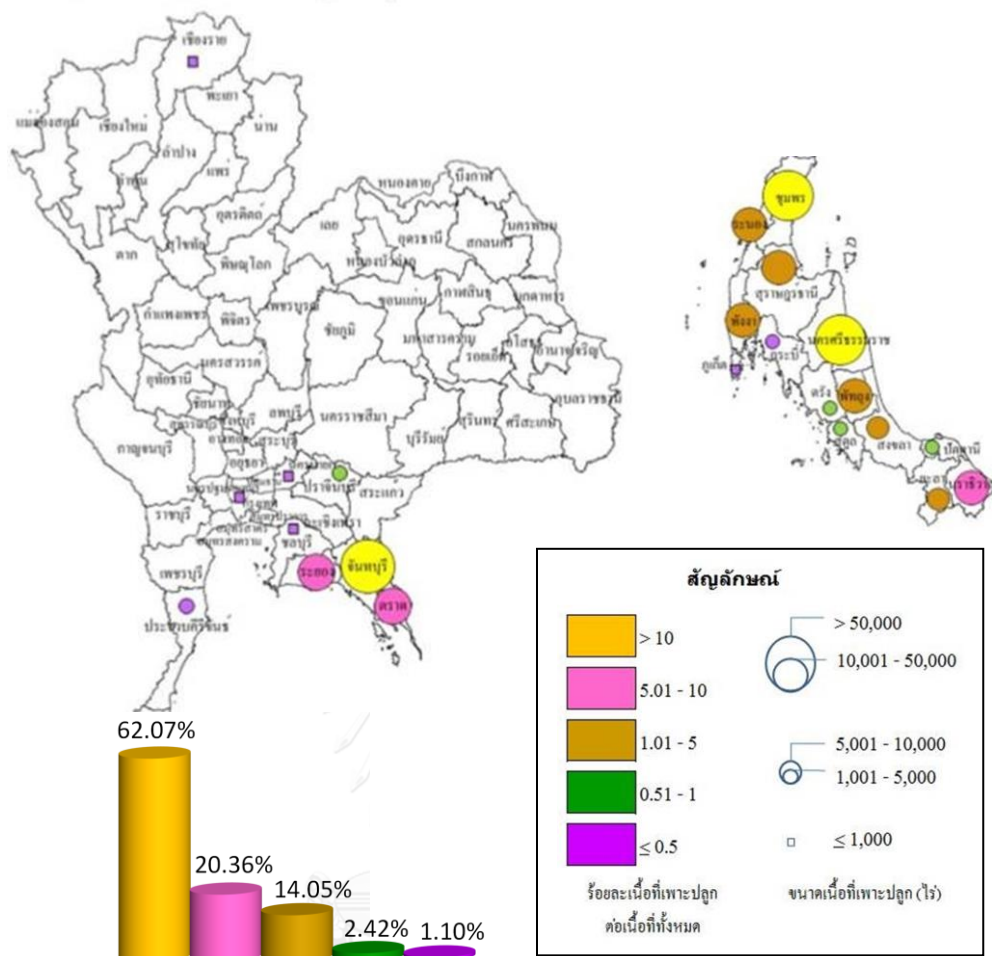 เชียงราย
พะเยา
แม่ฮ่องสอน
เชียงใหม่
น่าน
ลำปาง
แพร่
ลำพูน
หนองคาย
บึงกาฬ
อุตรดิตถ์
เลย
อุดรธานี
สกลนคร
นครพนม
สุโขทัย
ตาก
พิษณุโลก
กำแพงเพชร
พิจิตร
เพชรบูรณ์
ชัยภูมิ
ขอนแก่น
กาฬสินธุ์
มุกดาหาร
มหาสารคาม
ร้อยเอ็ด
ยโสธร
อำนาจเจริญ
นครสวรรค์
อุทัยธานี
ชัยนาท
ลพบุรี
นครราชสีมา
บุรีรัมย์
สุรินทร์
ศรีสะเกษ
อุบลราชธานี
กาญจนบุรี
สระบุรี
อยุธยา
ปราจีนบุรี
สระแก้ว
ราชบุรี
ฉะเชิงเทรา
สมุทรสงคราม
ชลบุรี
เพชรบุรี
ระยอง
จันทบุรี
ตราด
ประจวบคีรีขันธ์
ชุมพร
ระนอง
สุราษฎร์ธานี
พังงา
นครศรีธรรมราช
ภูเก็ต
กระบี่
ตรัง
พัทลุง
สตูล
สงขลา
ปัตตานี
ยะลา
นราธิวาส
สัญลักษณ์
> 10
5.01 - 10
1.01 - 5
0.51 - 1
≤ 0.5
ร้อยละเนื้อที่เพาะปลูก
ต่อเนื้อที่ทั้งหมด
> 50,000
10,001 - 50,000
5,001 - 10,000
1,001 - 5,000
≤ 1,000
ขนาดเนื้อที่เพาะปลูก (ไร่)
62.07%
20.36%
14.05%
2.42%
1.10%